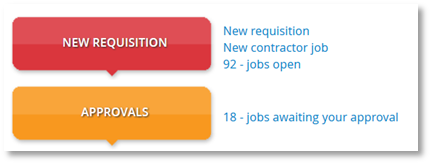 NEW REQUISITION
New requisition
New contractor job
92 - jobs open
APPROVALS
18 - jobs awaiting your approval